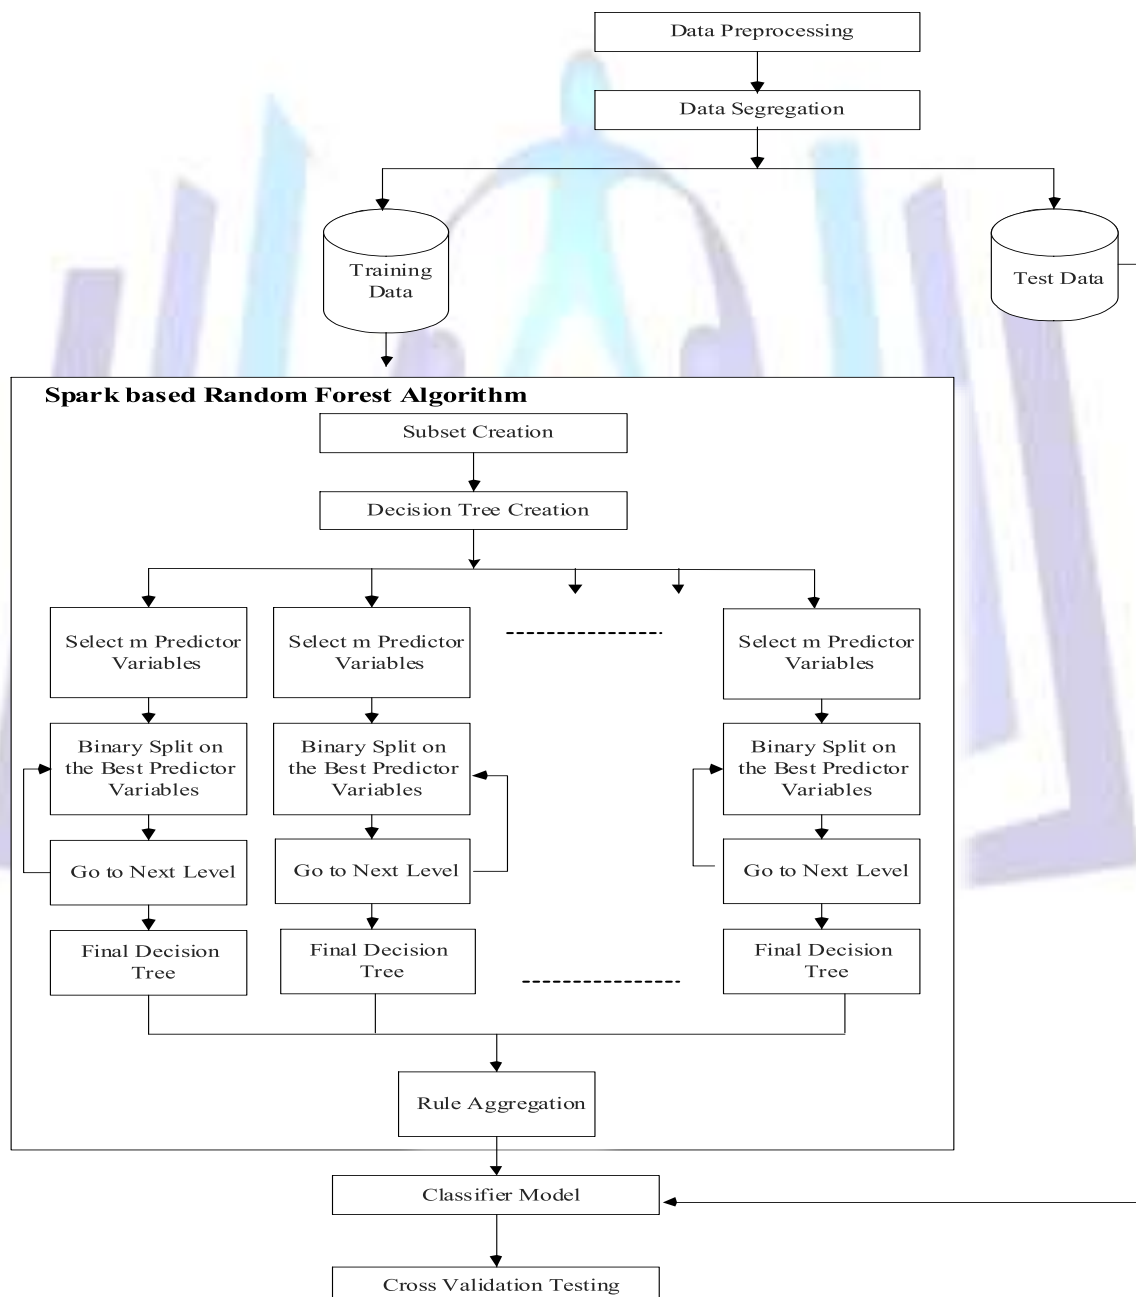 Data Preprocessing
Data Segregation
Training
Data
Test Data
Spark based Random Forest Algorithm
Subset Creation
Decision Tree Creation
Select m Predictor
Variables
Select m Predictor
Variables
Select m Predictor
Variables
Binary Split on
the Best Predictor
Variables
Binary Split on
the Best Predictor
Variables
Binary Split on
the Best Predictor
Variables
Go to Next Level
Go to Next Level
Go to Next Level
Final Decision
Tree
Final Decision
Tree
Final Decision
Tree
Rule Aggregation
Classifier Model
Cross Validation Testing